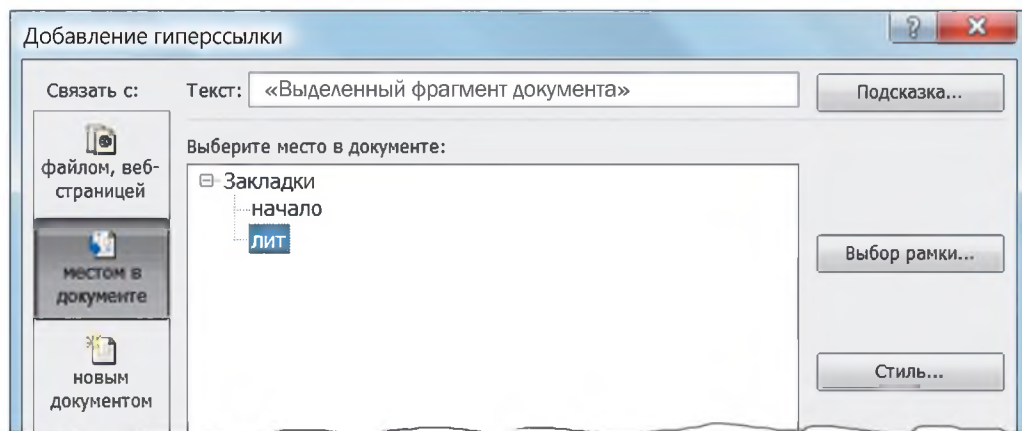 Добавление гиперссылки
Связать с:
Текст: «Выделенный фрагмент документа»
Подсказка...
файлом, веб-
страницей
местом в
документе
новым
документом
Выберите место в документе:
Закладки
начало
лит
Выбор рамки...
Стиль...